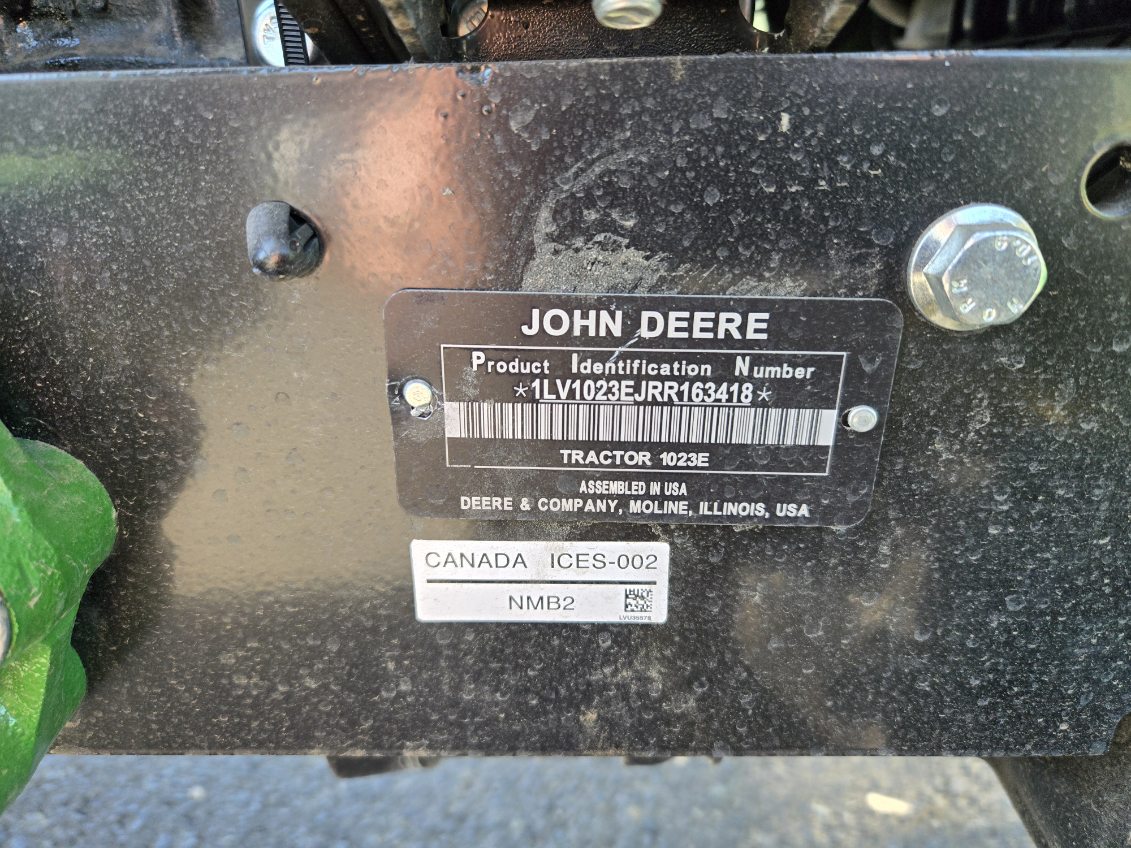 JOHN DEERE
Product Identification Number
*1LV1023EJRR163418*
TRACTOR 1023E
ASSEMBLED IN USA
DEERE & COMPANY, MOLINE, ILLINOIS, USA
CANADA ICES-002
NMB2